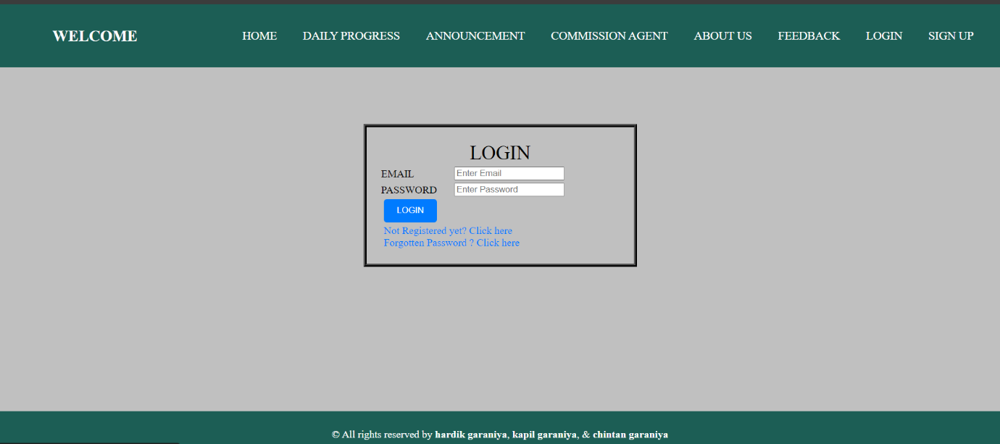 WELCOME HOME DAILY PROGRESS ANNOUNCEMENT COMMISSION AGENT ABOUT US FEEDBACK LOGIN SIGN UP
LOGIN
EMAIL Enter Email
PASSWORD Enter Password
LOGIN
Not Registered yet? Click here
Forgotten Password ? Click here
© All rights reserved by hardik garaniya, kapil garaniya, & chintan garaniya